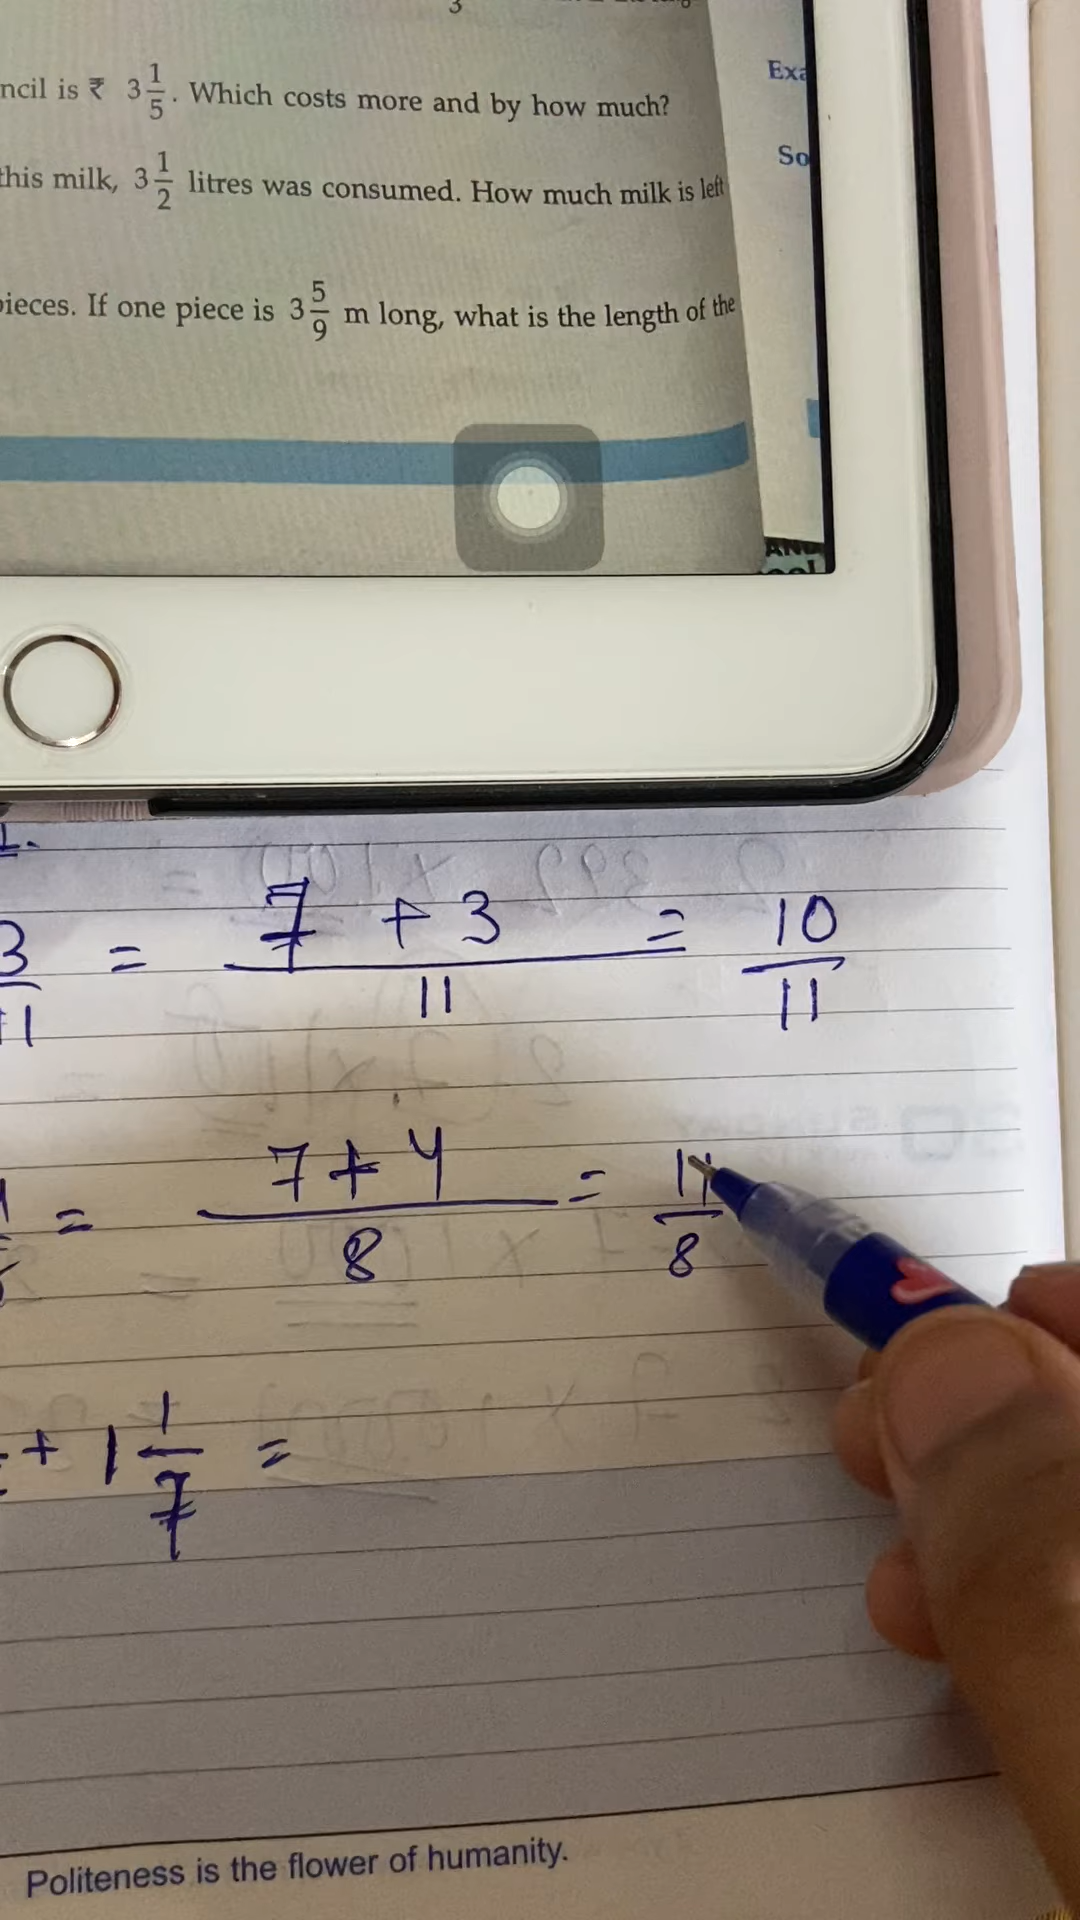 3
ncil is ₹ 3 1/5. Which costs more and by how much?
Exa
So
this milk, 3 1/2 litres was consumed. How much milk is left
pieces. If one piece is 3 5/9 m long, what is the length of the
1.
3/11 = 7 + 3 / 11 = 10/11
= 7 + 4 / 8 = 11/8
+ 1 1/7 =
Politeness is the flower of humanity.